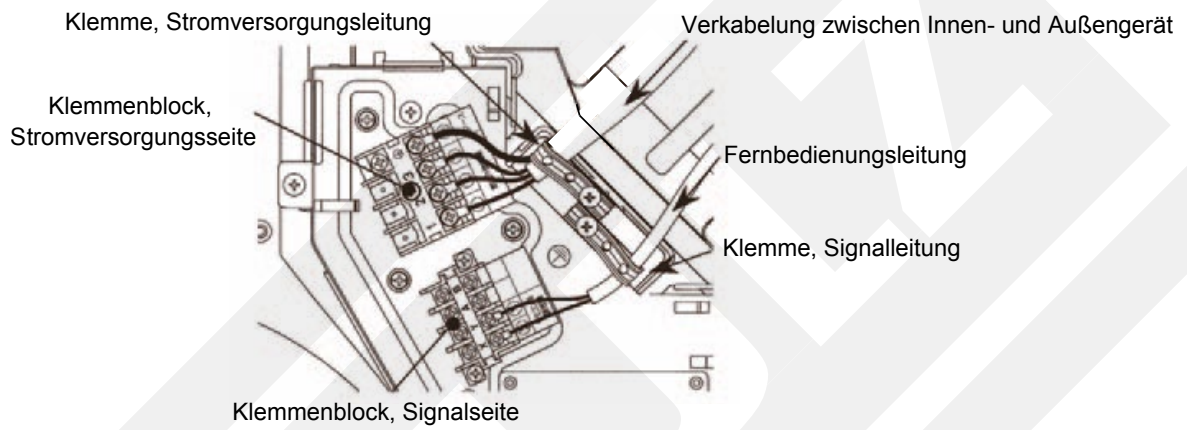 Klemme, Stromversorgungsleitung
Verkabelung zwischen Innen- und Außengerät
Klemmenblock,
Stromversorgungsseite
Fernbedienungsleitung
Klemme, Signalleitung
Klemmenblock, Signalseite